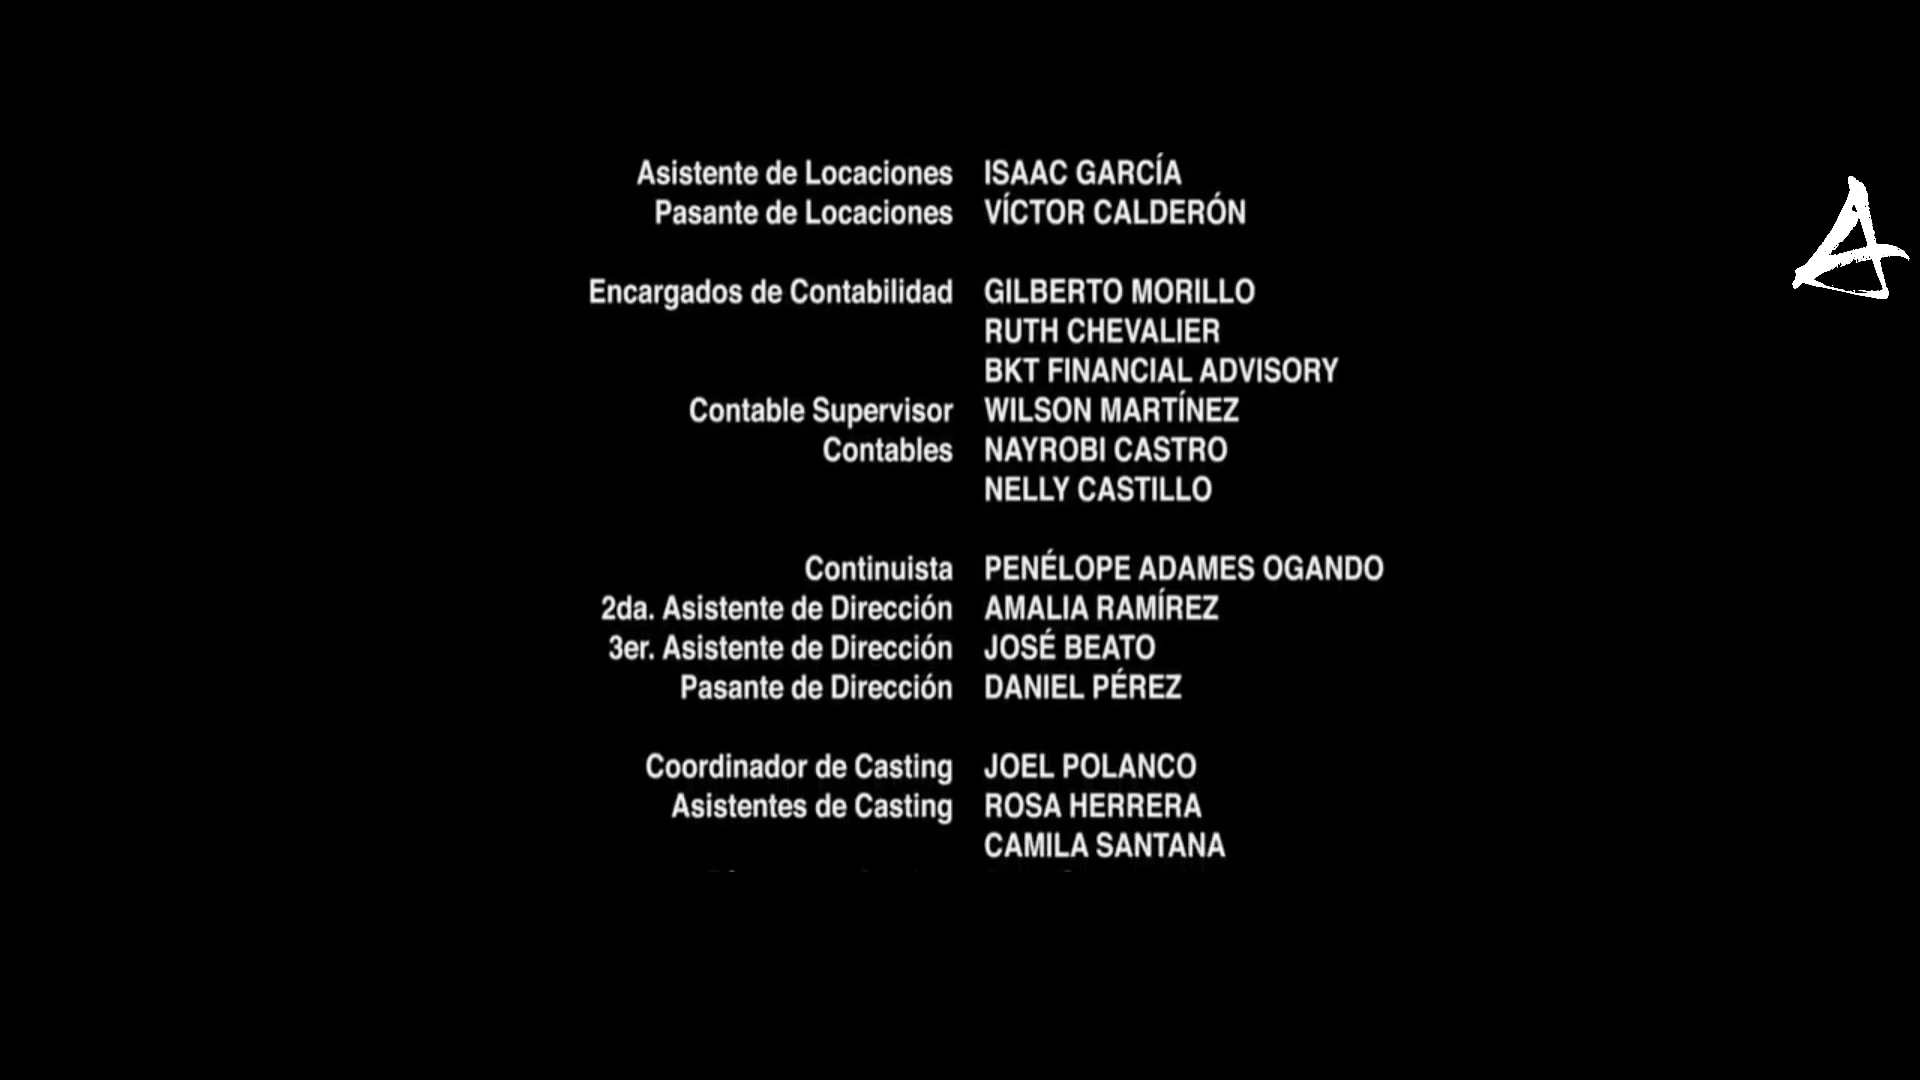 Asistente de Locaciones ISAAC GARCÍA
Pasante de Locaciones VÍCTOR CALDERÓN
Encargados de Contabilidad GILBERTO MORILLO
RUTH CHEVALIER
BKT FINANCIAL ADVISORY
Contable Supervisor WILSON MARTÍNEZ
Contables NAYROBI CASTRO
NELLY CASTILLO
Continuista PENÉLOPE ADAMES OGANDO
2da. Asistente de Dirección AMALIA RAMÍREZ
3er. Asistente de Dirección JOSÉ BEATO
Pasante de Dirección DANIEL PÉREZ
Coordinador de Casting JOEL POLANCO
Asistentes de Casting ROSA HERRERA
CAMILA SANTANA